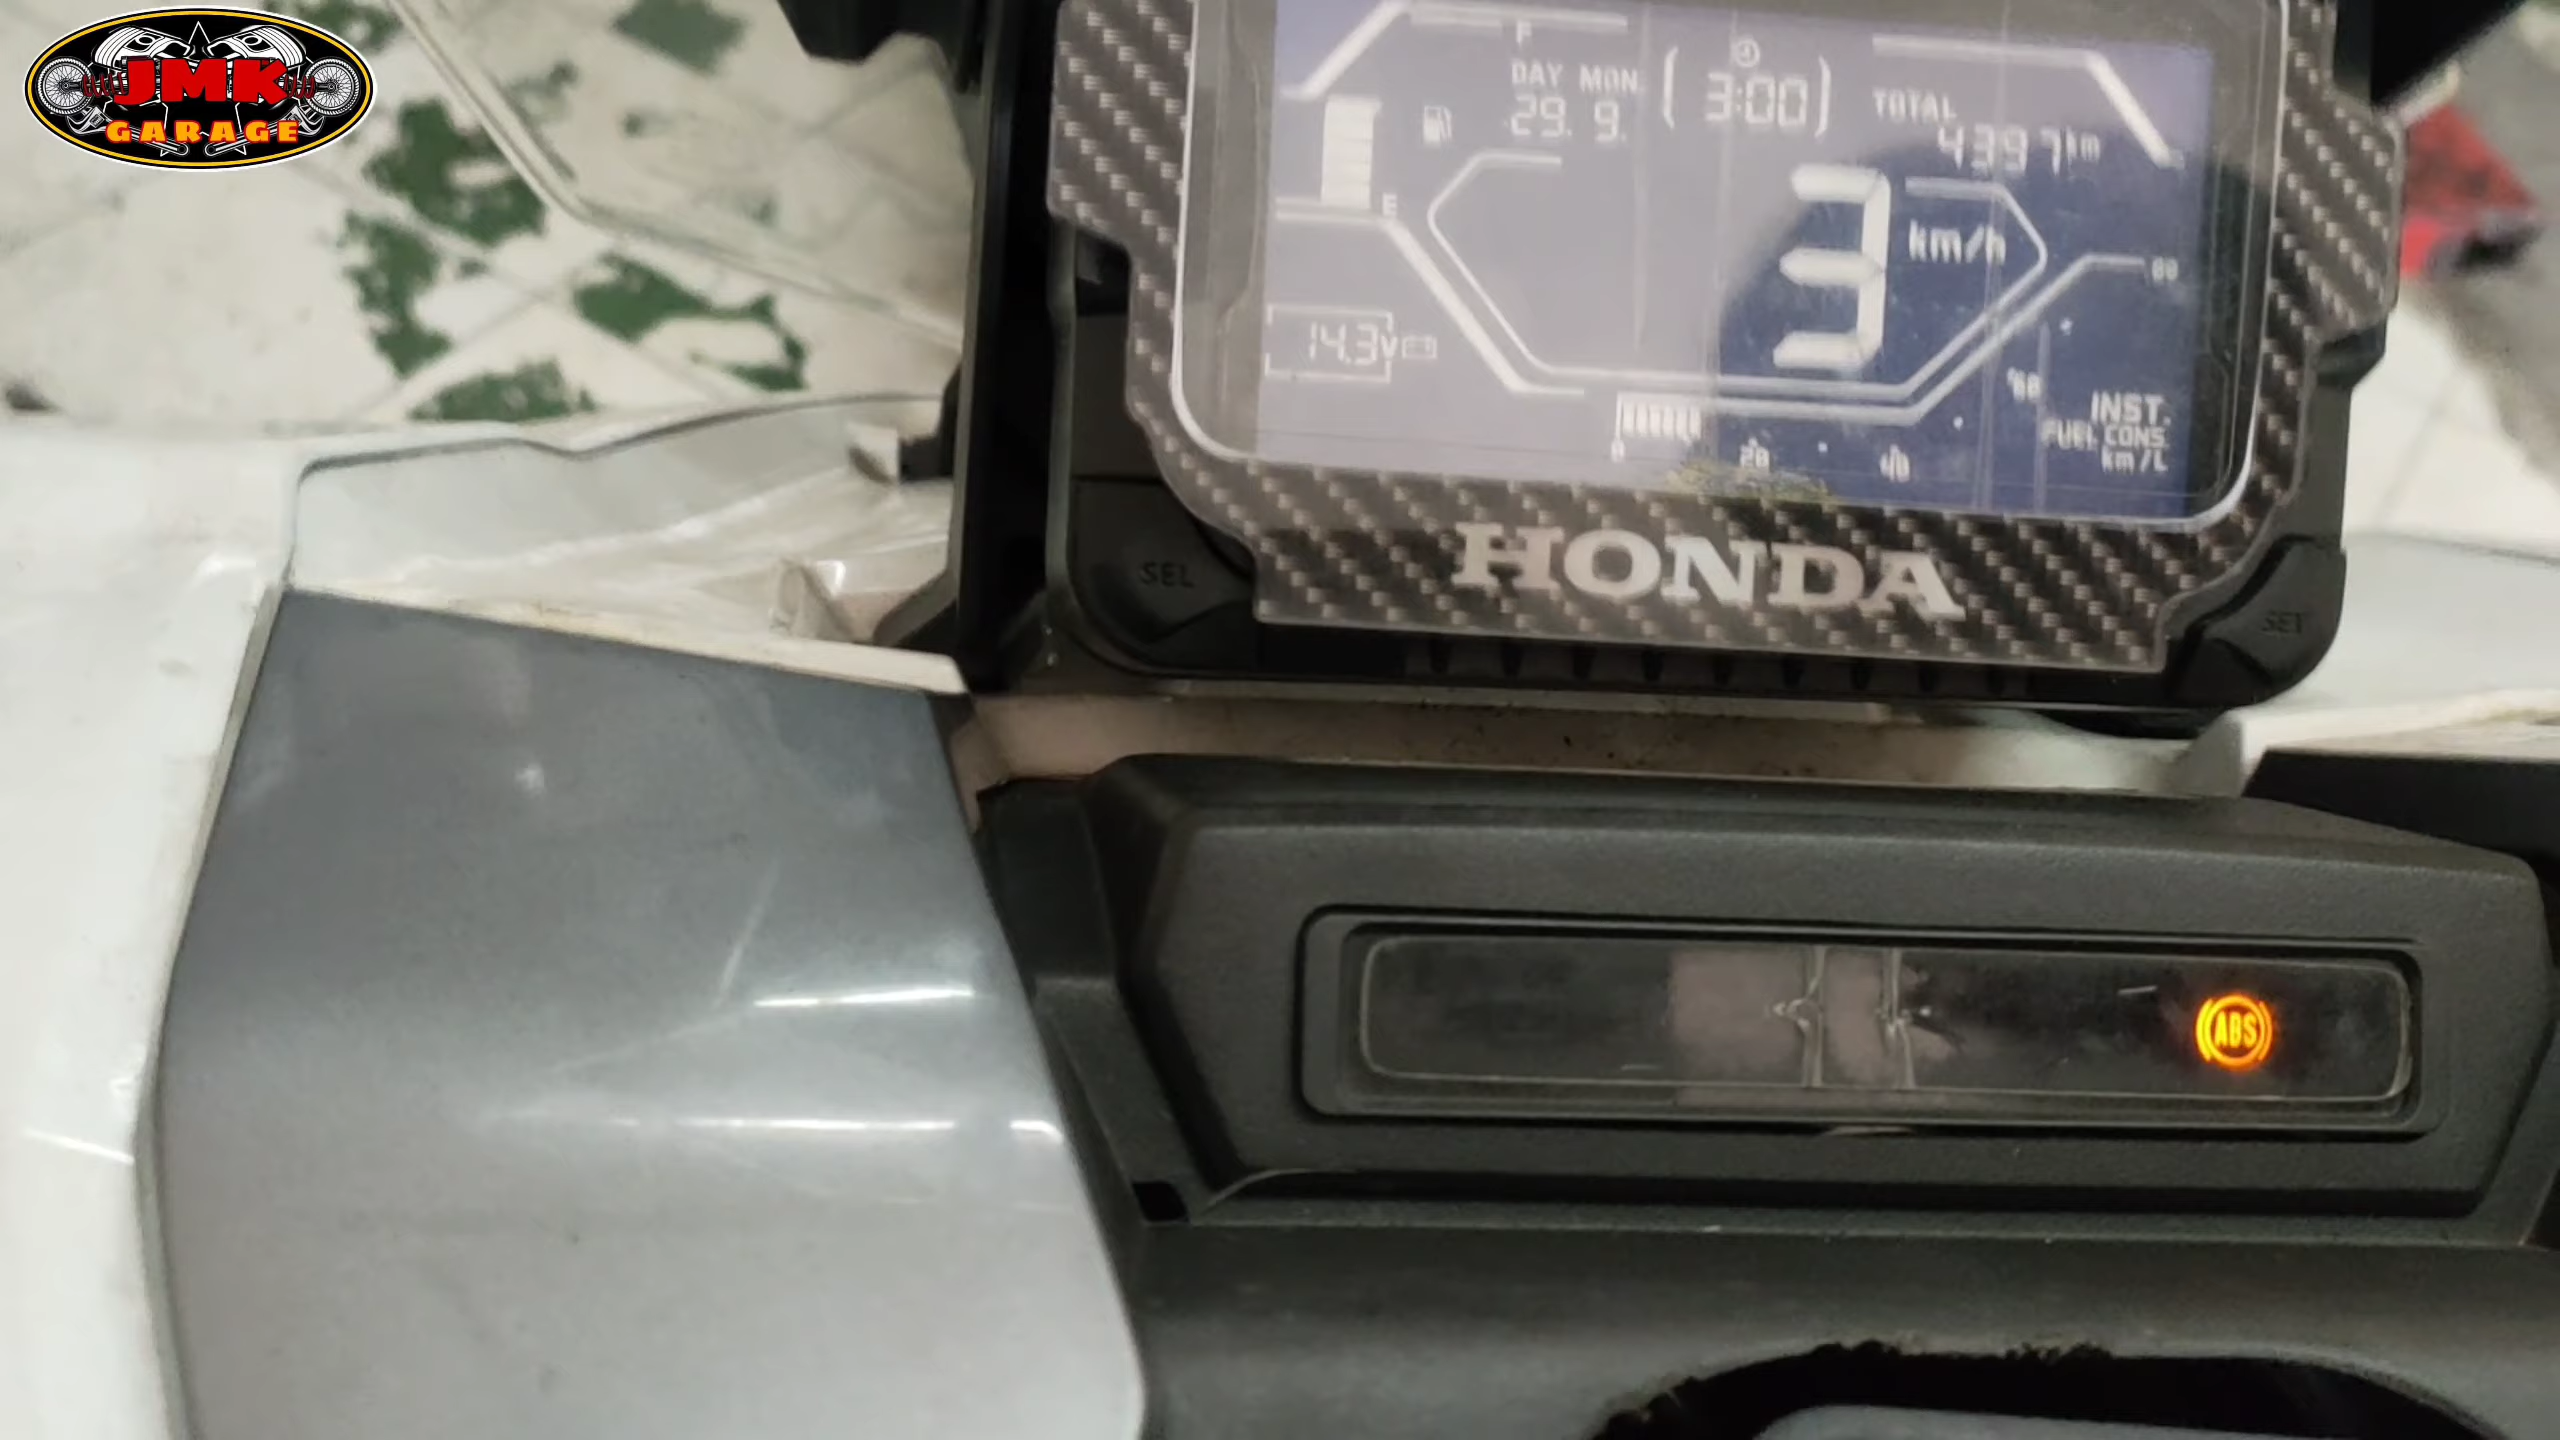 JMK
GARAGE
F
DAY MON.
29. 9.
(3:00)
TOTAL
4397km
E
3
km/h
14.3V
80
60
INST.
FUEL CONS.
km/L
0
20
40
HONDA
SEL
SET
ABS